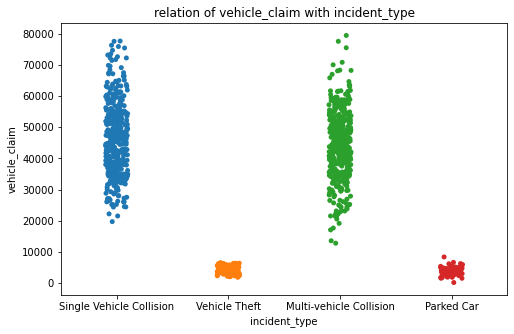 relation of vehicle_claim with incident_type
80000
70000
60000
50000
40000
30000
20000
10000
0
vehicle_claim
Single Vehicle Collision
Vehicle Theft
Multi-vehicle Collision
Parked Car
incident_type